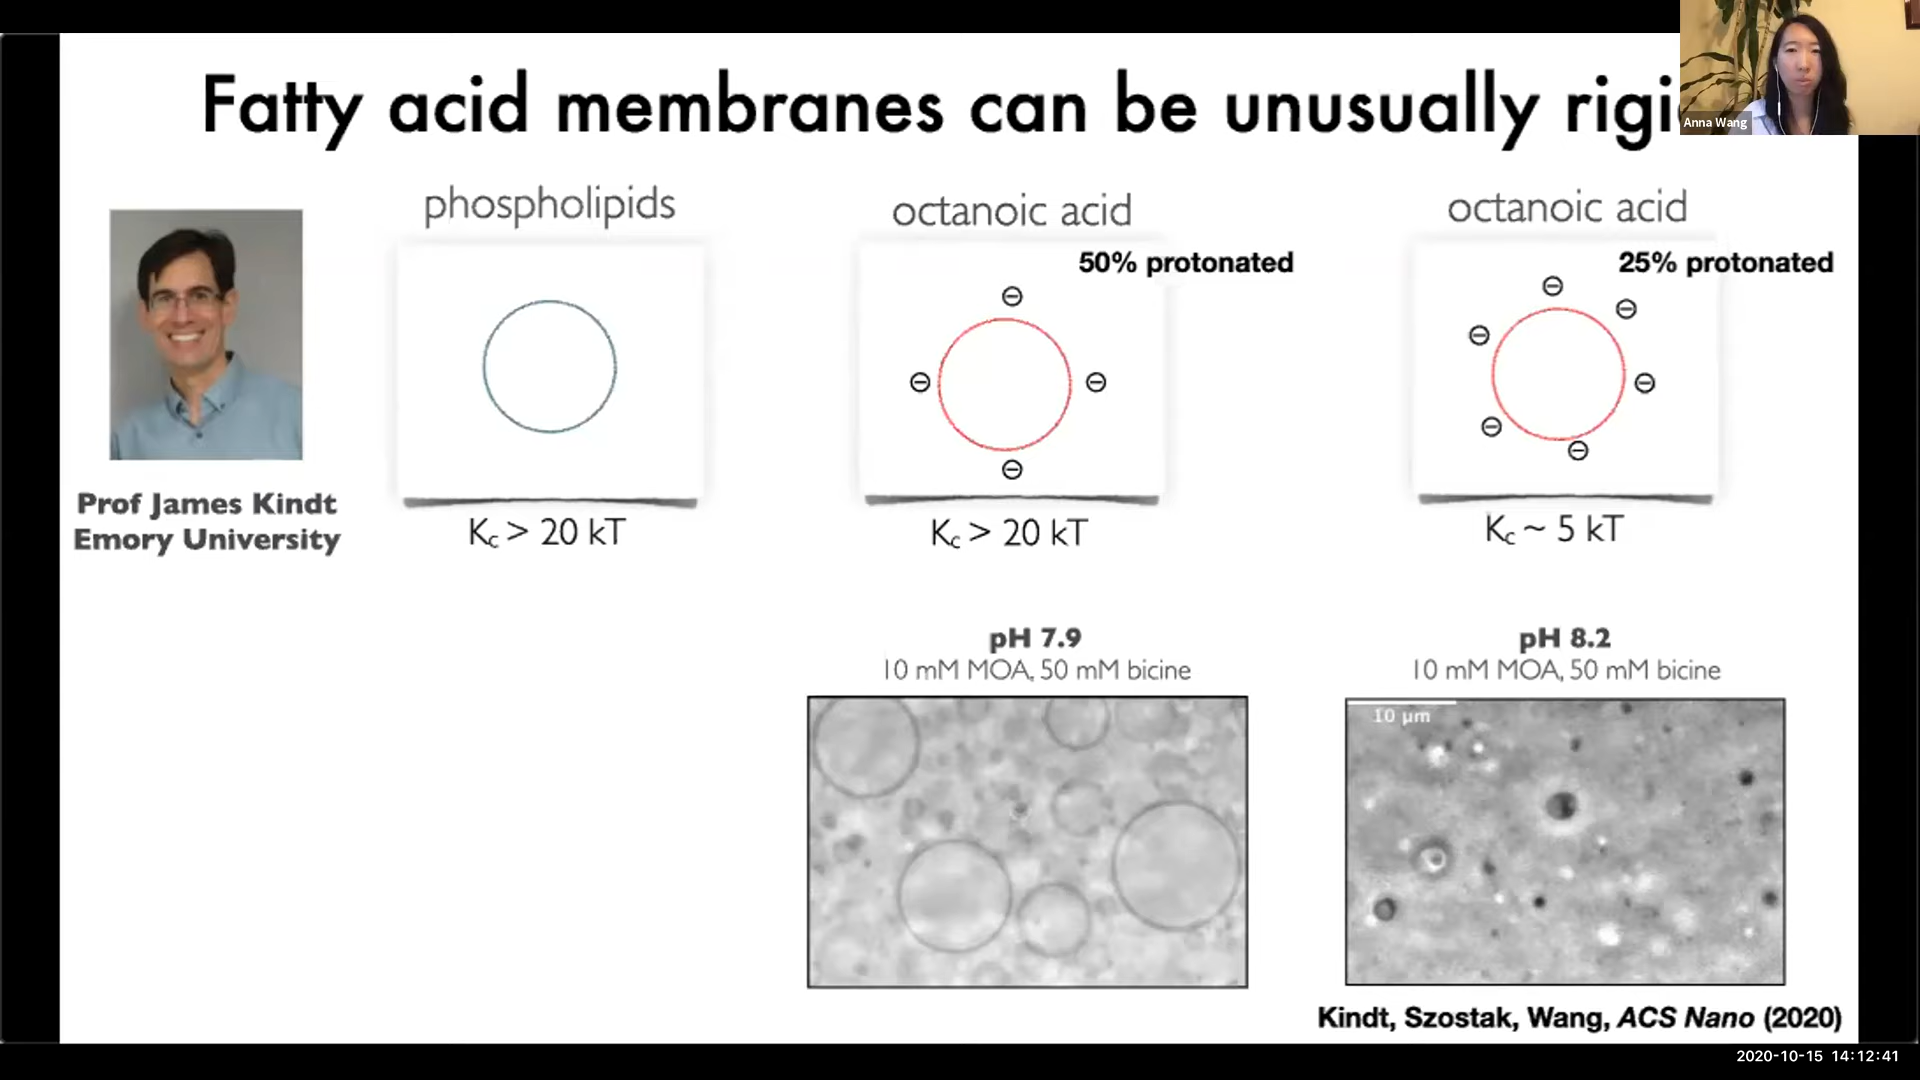 Fatty acid membranes can be unusually rigi
Anna Wang
phospholipids
octanoic acid
octanoic acid
50% protonated
25% protonated
Prof James Kindt
Emory University
Kc > 20 kT
Kc > 20 kT
Kc ~ 5 kT
pH 7.9
10 mM MOA, 50 mM bicine
pH 8.2
10 mM MOA, 50 mM bicine
10 μm
Kindt, Szostak, Wang, ACS Nano (2020)
2020-10-15 14:12:41